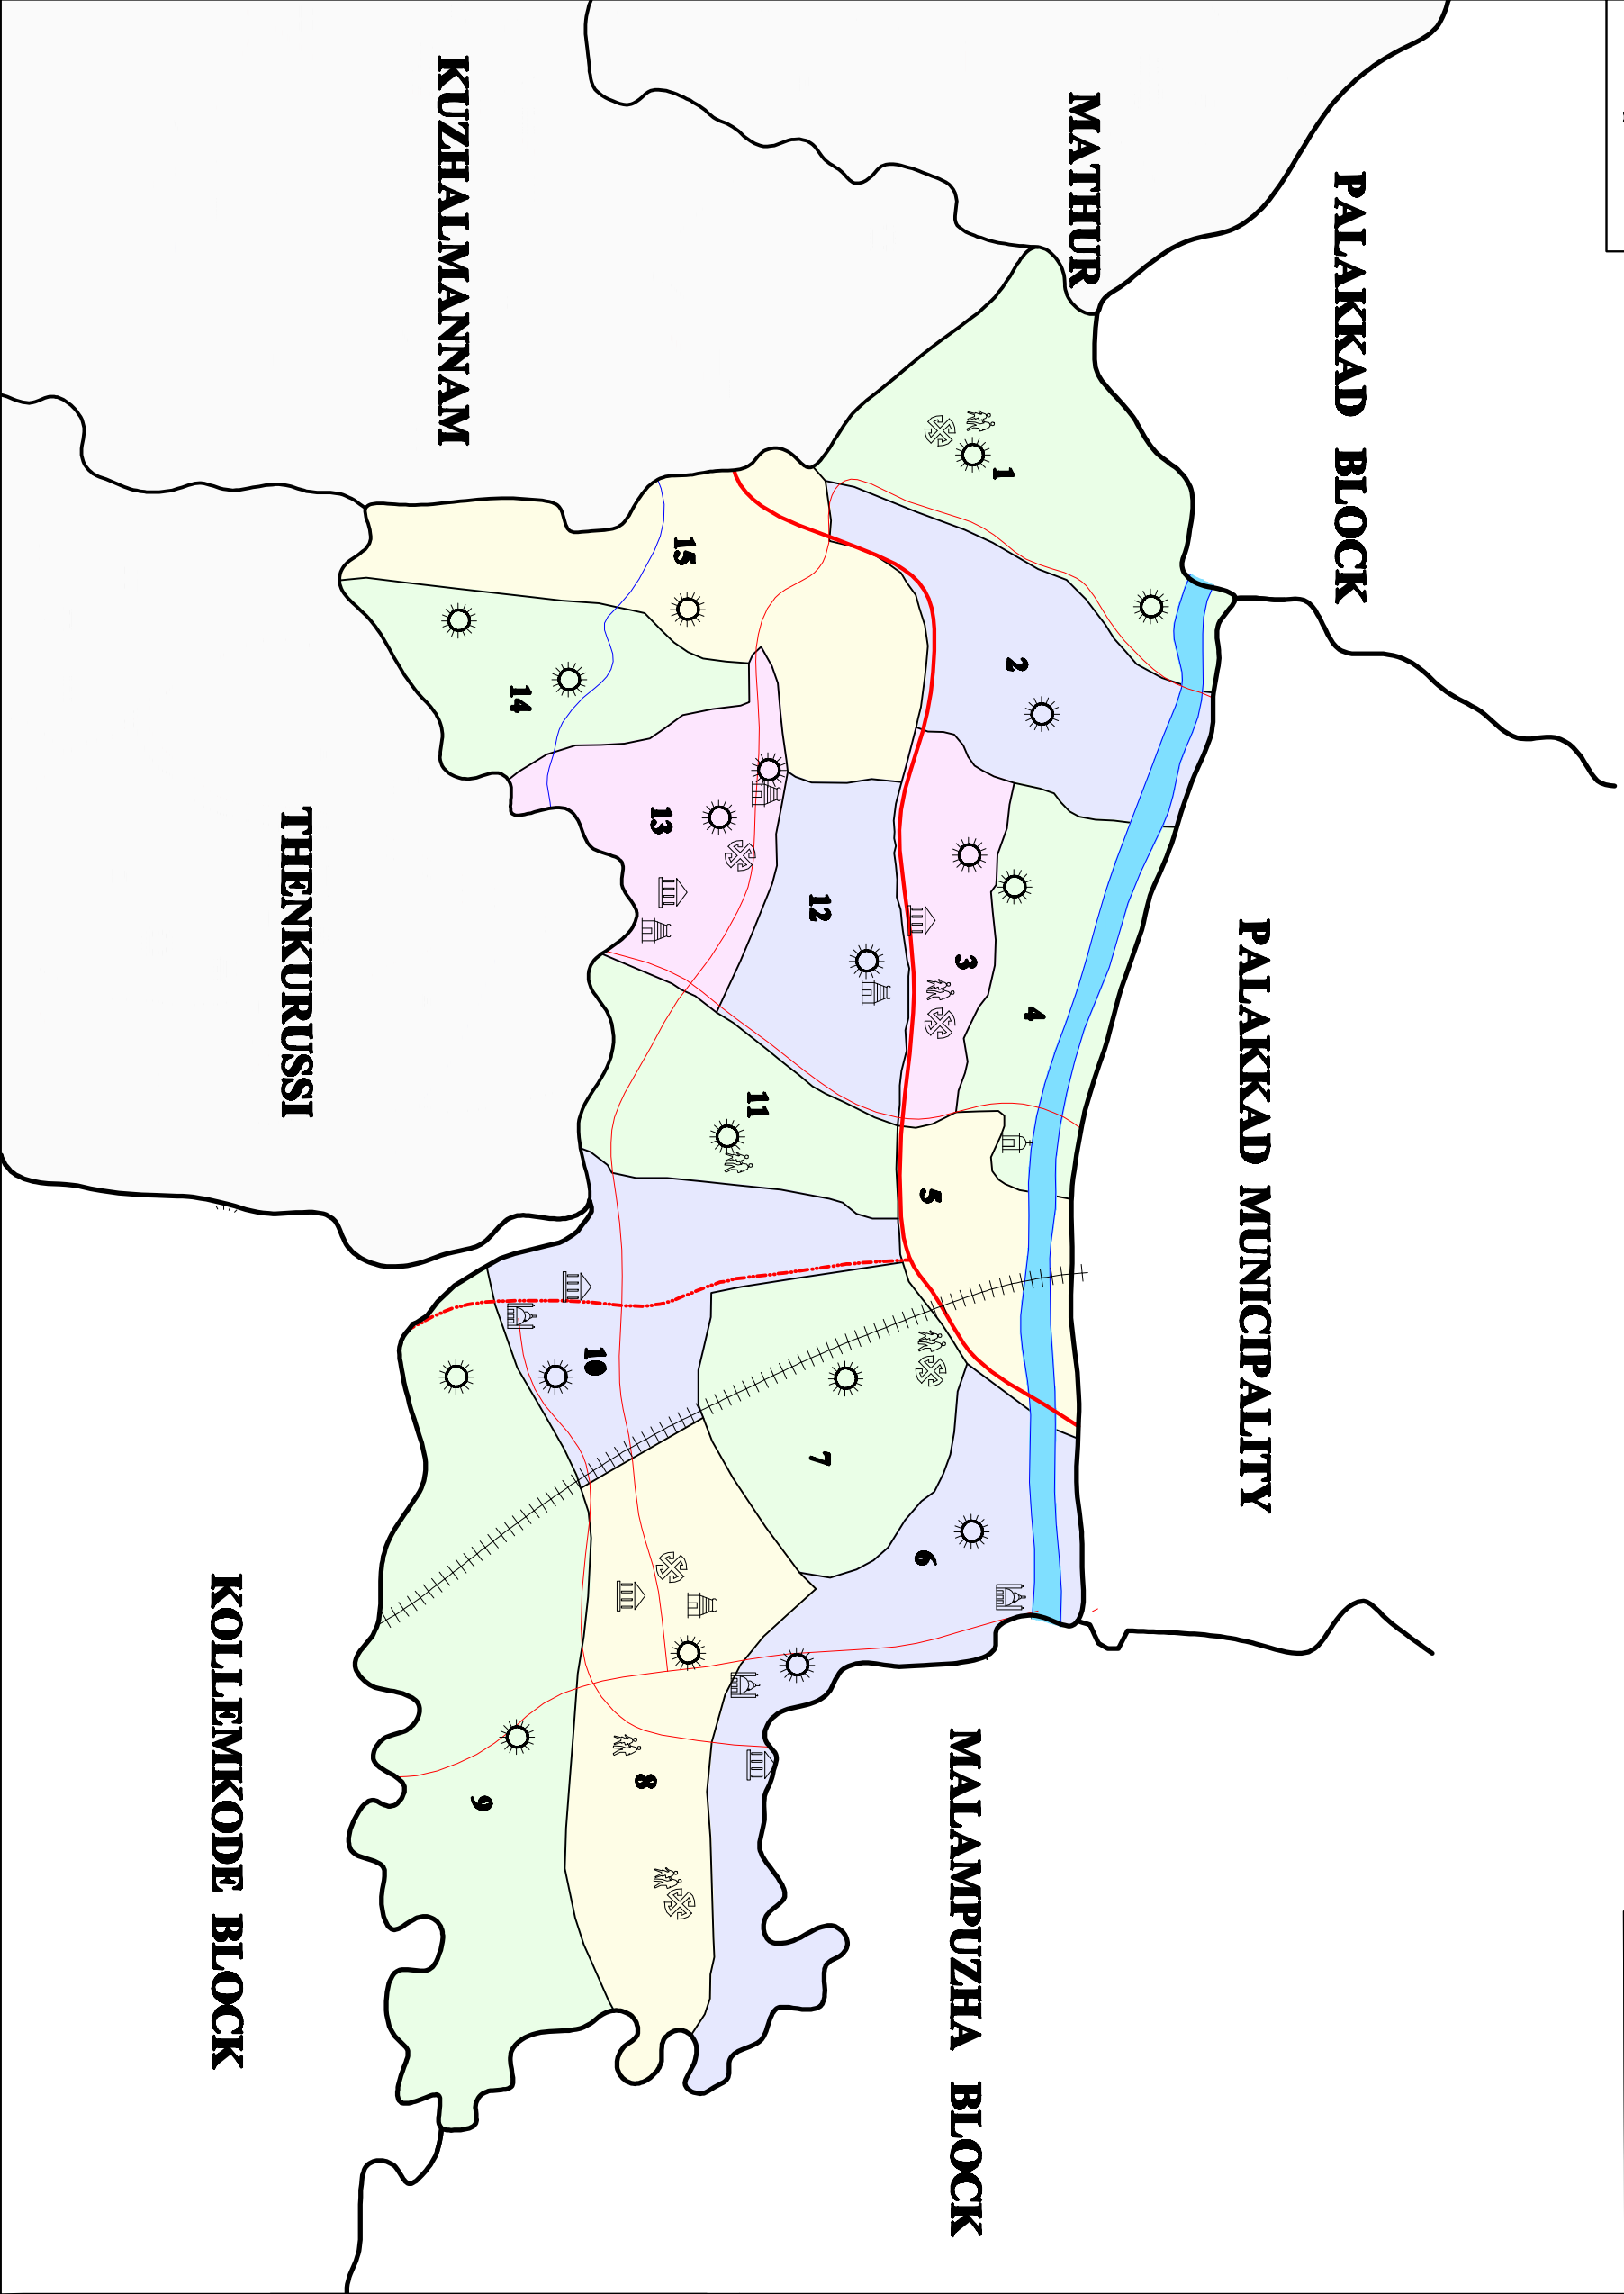 PALAKKAD BLOCK
MATHUR
KUZHALMANNAM
PALAKKAD MUNICIPALITY
THENKURUSSI
MALAMPUZHA BLOCK
KOLLEMKODE BLOCK
1
2
3
4
5
6
7
8
9
10
11
12
13
14
15